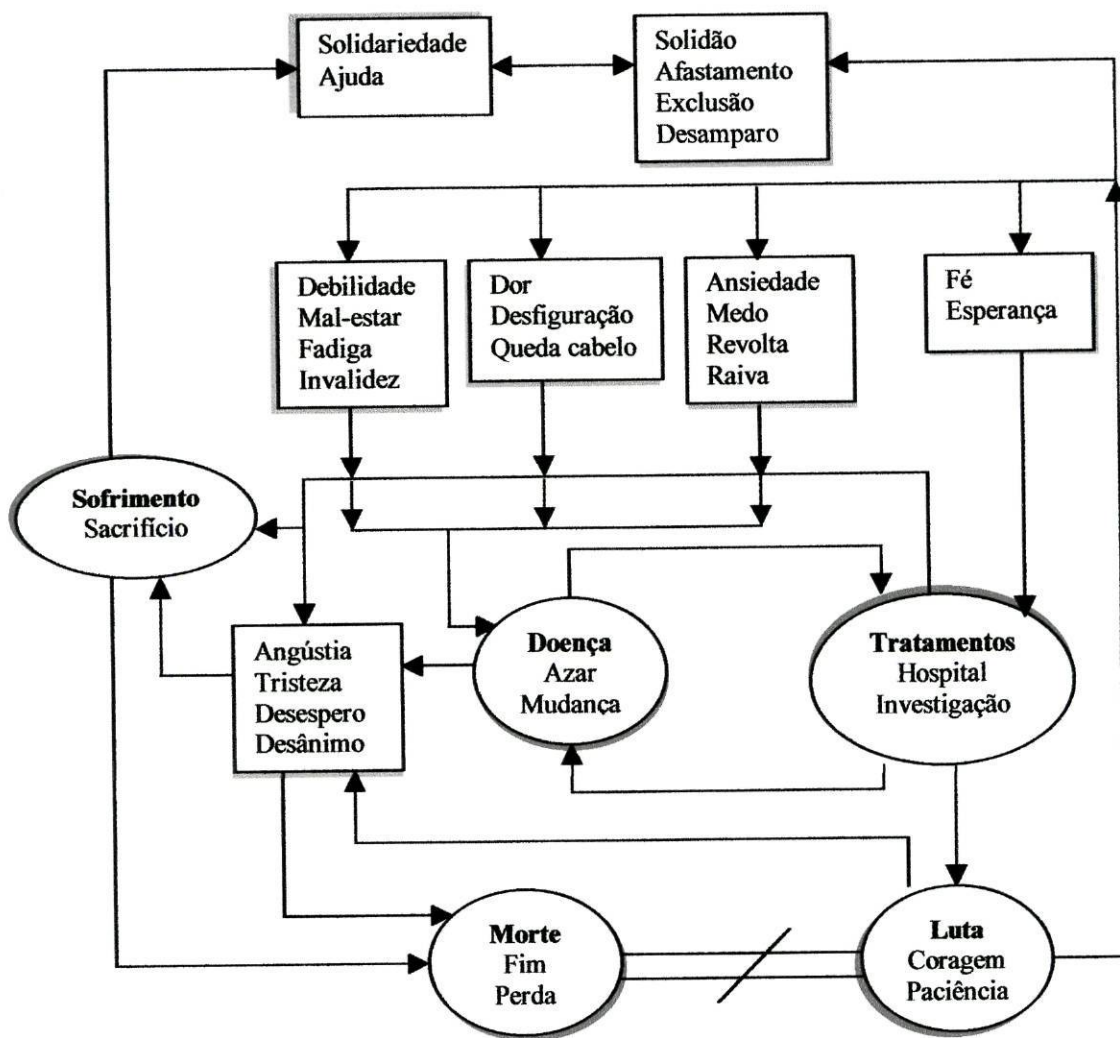 Solidariedade
Ajuda
Solidão
Afastamento
Exclusão
Desamparo
Debilidade
Mal-estar
Fadiga
Invalidez
Dor
Desfiguração
Queda cabelo
Ansiedade
Medo
Revolta
Raiva
Fé
Esperança
Sofrimento
Sacrifício
Angústia
Tristeza
Desespero
Desânimo
Doença
Azar
Mudança
Tratamentos
Hospital
Investigação
Morte
Fim
Perda
Luta
Coragem
Paciência